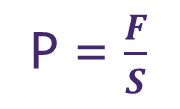 P = F/S